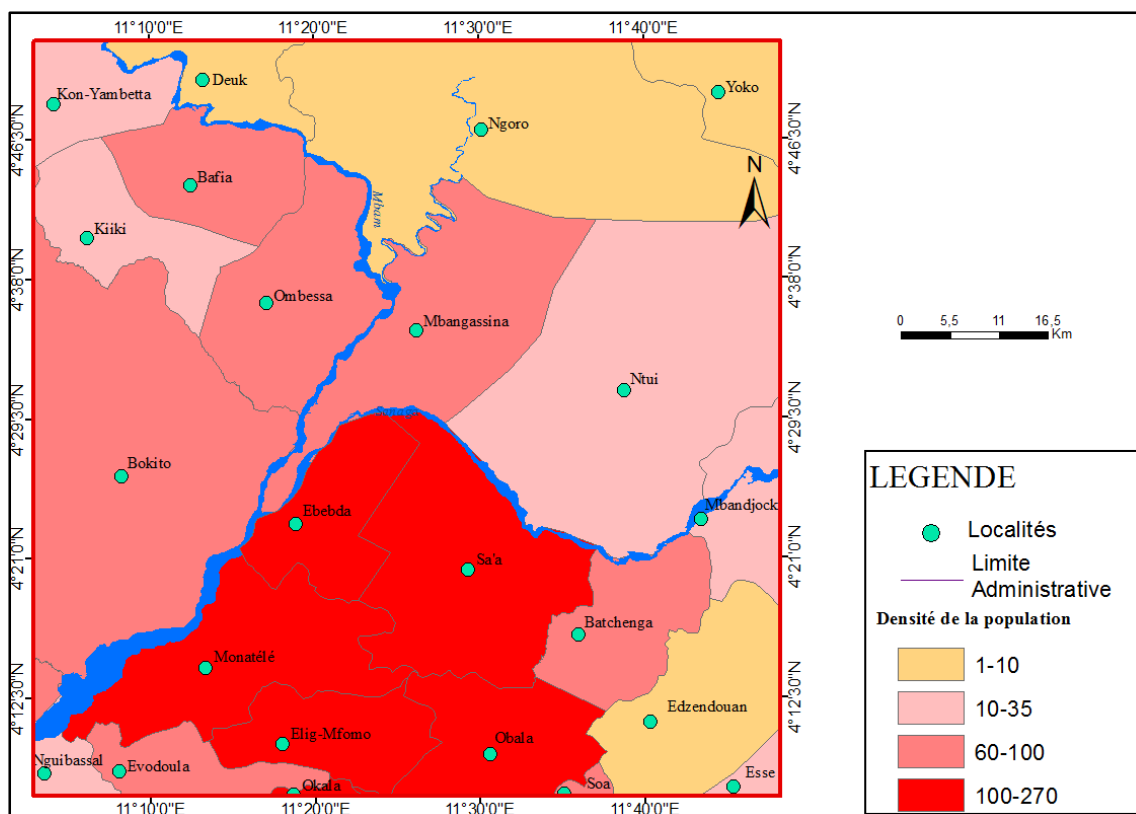 11°10'0"E
11°20'0"E
11°30'0"E
11°40'0"E
Deuk
Kon-Yambetta
Yoko
Ngoro
4°46'30"N
4°46'30"N
N
Bafia
Mbam
Kiiki
4°38'0"N
4°38'0"N
Ombessa
Mbangassina
0 5,5 11 16,5
Km
Ntui
4°29'30"N
4°29'30"N
Bokito
LEGENDE
Mbandjock
Ebebda
Localités
4°21'0"N
4°21'0"N
Sa'a
Limite
Administrative
Densité de la population
Batchenga
Monatélé
1-10
4°12'30"N
4°12'30"N
Edzendouan
10-35
Elig-Mfomo
Obala
60-100
Nguibassal
Evodoula
Esse
Okala
Soa
100-270
11°10'0"E
11°20'0"E
11°30'0"E
11°40'0"E